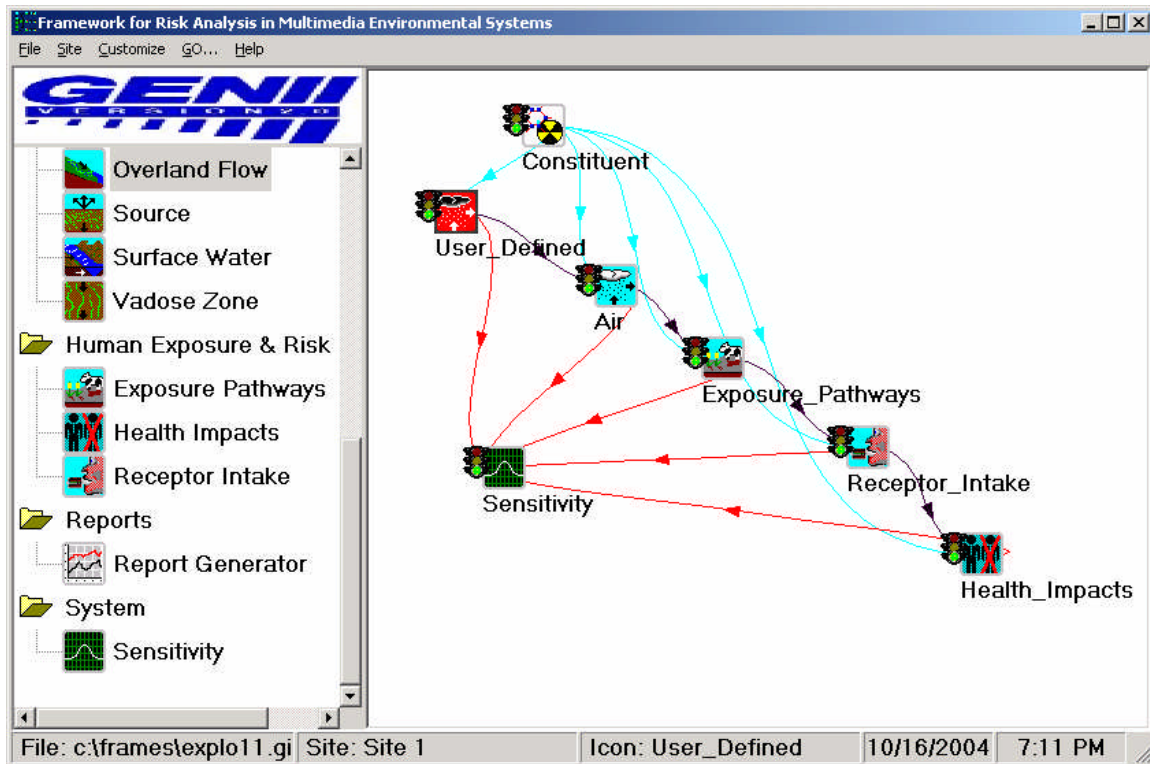 Framework for Risk Analysis in Multimedia Environmental Systems
File Site Customize GO... Help
GENII
VERSION 2.0
Overland Flow
Source
Surface Water
Vadose Zone
Human Exposure & Risk
Exposure Pathways
Health Impacts
Receptor Intake
Reports
Report Generator
System
Sensitivity
Constituent
User_Defined
Air
Exposure_Pathways
Receptor_Intake
Sensitivity
Health_Impacts
File: c:\frames\explo11.gi Site: Site 1 Icon: User_Defined 10/16/2004 7:11 PM